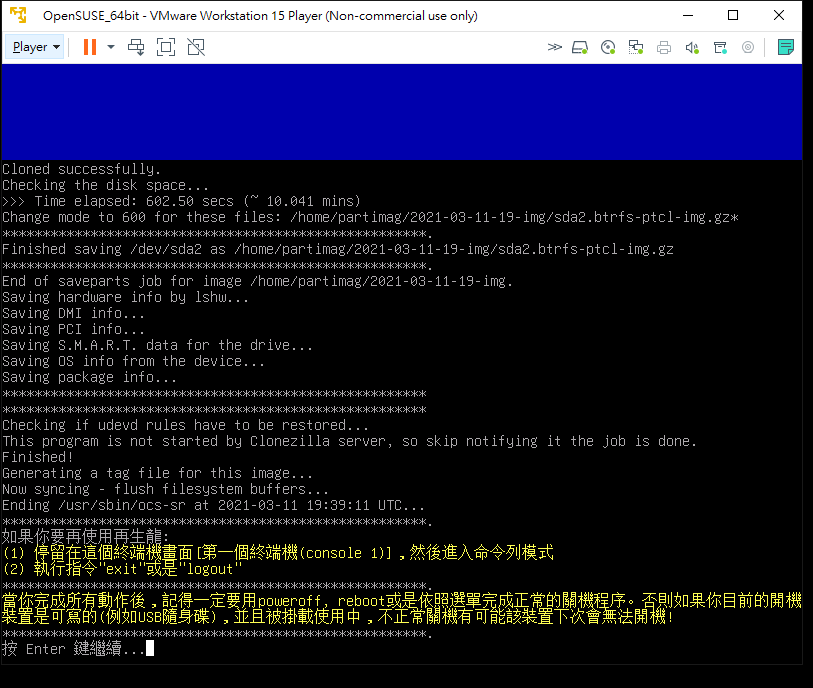 OpenSUSE_64bit - VMware Workstation 15 Player (Non-commercial use only)
Player
Cloned successfully.
Checking the disk space...
>>> Time elapsed: 602.50 secs (~ 10.041 mins)
Change mode to 600 for these files: /home/partimag/2021-03-11-19-img/sda2.btrfs-ptcl-img.gz*
*****************************************************.
Finished saving /dev/sda2 as /home/partimag/2021-03-11-19-img/sda2.btrfs-ptcl-img.gz
*****************************************************.
End of saveparts job for image /home/partimag/2021-03-11-19-img.
Saving hardware info by lshw...
Saving DMI info...
Saving PCI info...
Saving S.M.A.R.T. data for the drive...
Saving OS info from the device...
Saving package info...
*****************************************************
*****************************************************
Checking if udevd rules have to be restored...
This program is not started by Clonezilla server, so skip notifying it the job is done.
Finished!
Generating a tag file for this image...
Now syncing - flush filesystem buffers...
Ending /usr/sbin/ocs-sr at 2021-03-11 19:39:11 UTC...
*****************************************************.
如果你要再使用再生龍:
(1) 停留在這個終端機畫面[第一個終端機(console 1)]，然後進入命令列模式
(2) 執行指令"exit"或是"logout"
*****************************************************.
當你完成所有動作後，記得一定要用poweroff, reboot或是依照選單完成正常的關機程序。否則如果你目前的開機
裝置是可寫的(例如USB隨身碟)，並且被掛載使用中，不正常關機有可能該裝置下次會無法開機!
*****************************************************.
按 Enter 鍵繼續...